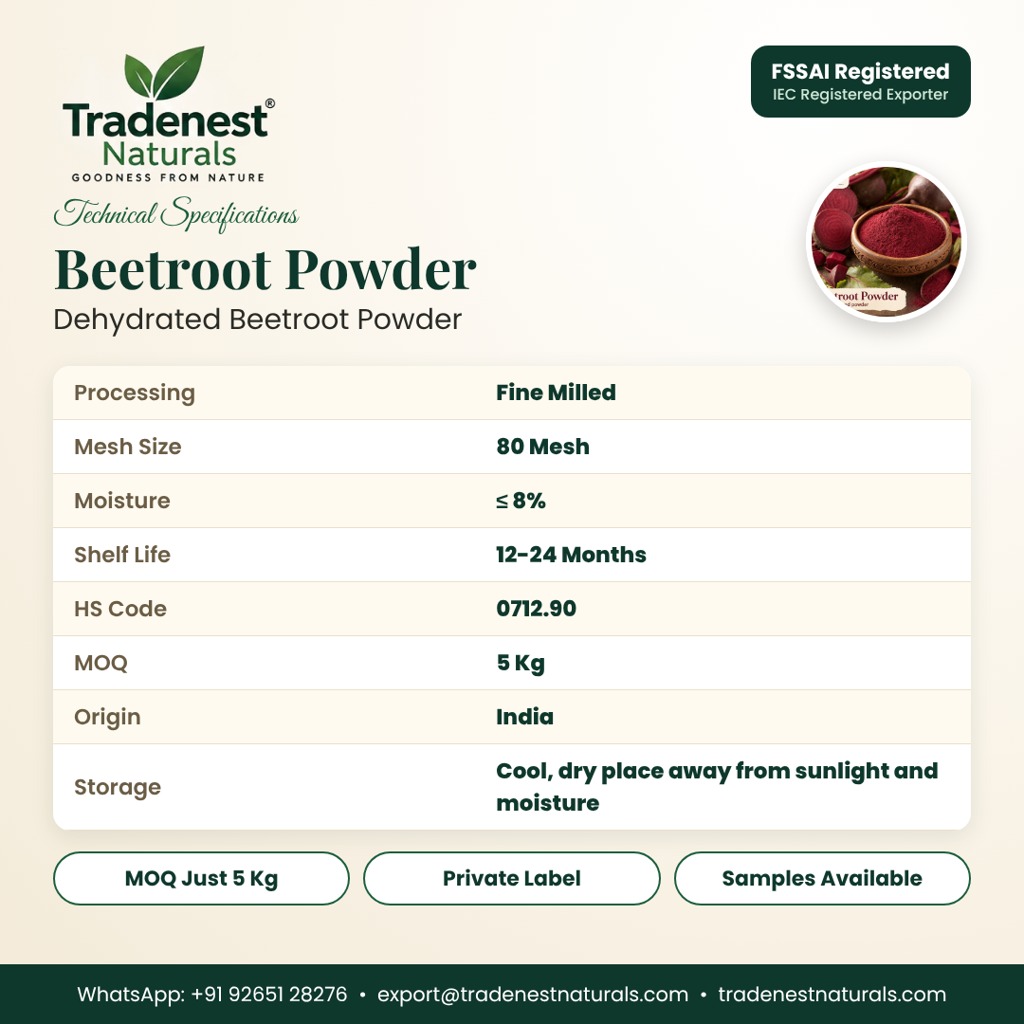 Tradenest®
Naturals
GOODNESS FROM NATURE
FSSAI Registered
IEC Registered Exporter
Technical Specifications
Beetroot Powder
Dehydrated Beetroot Powder
troot Powder
Processing Fine Milled
Mesh Size 80 Mesh
Moisture ≤ 8%
Shelf Life 12-24 Months
HS Code 0712.90
MOQ 5 Kg
Origin India
Storage Cool, dry place away from sunlight and
moisture
MOQ Just 5 Kg
Private Label
Samples Available
WhatsApp: +91 92651 28276 • export@tradenestnaturals.com • tradenestnaturals.com